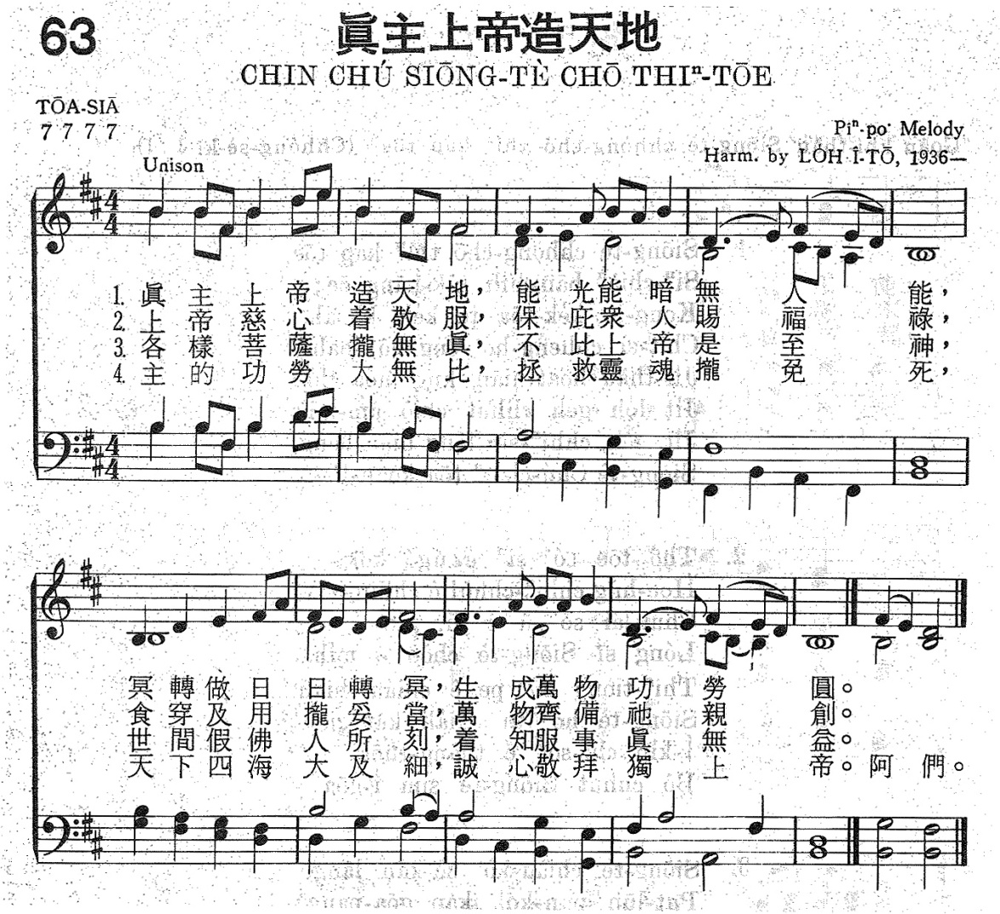 63
眞主上帝造天地
CHIN CHÚ SIŌNG-TÈ CHŌ THIⁿ-TŌE
TŌA-SIĀ
7 7 7 7
Piⁿ-po͘ Melody
Harm. by LÔH Î-TŌ, 1936—
Unison
1. 眞主上帝造天地，能光能暗無人能，
2. 上帝慈心着敬服，保庇衆人賜福祿，
3. 各樣菩薩攏無眞，不比上帝是至神，
4. 主的功勞大無比，拯救靈魂攏免死，
冥轉做日日轉冥，生成萬物功勞圓。
食穿及用攏妥當，萬物齊備祂親創。
世間假佛人所刻，着知服事眞無益。
天下四海大及細，誠心敬拜獨上帝。阿們。